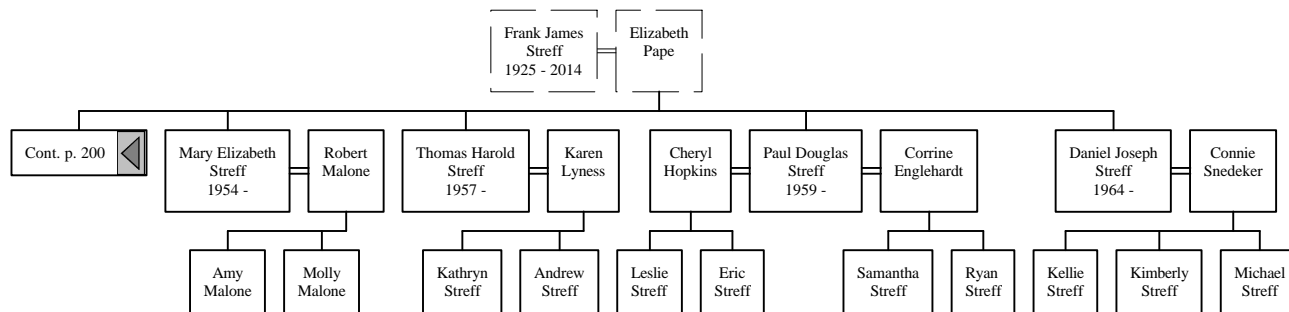 Frank James
Streff
1925 - 2014
Elizabeth
Pape
Cont. p. 200
Mary Elizabeth
Streff
1954 -
Robert
Malone
Thomas Harold
Streff
1957 -
Karen
Lyness
Cheryl
Hopkins
Paul Douglas
Streff
1959 -
Corrine
Englehardt
Daniel Joseph
Streff
1964 -
Connie
Snedeker
Amy
Malone
Molly
Malone
Kathryn
Streff
Andrew
Streff
Leslie
Streff
Eric
Streff
Samantha
Streff
Ryan
Streff
Kellie
Streff
Kimberly
Streff
Michael
Streff